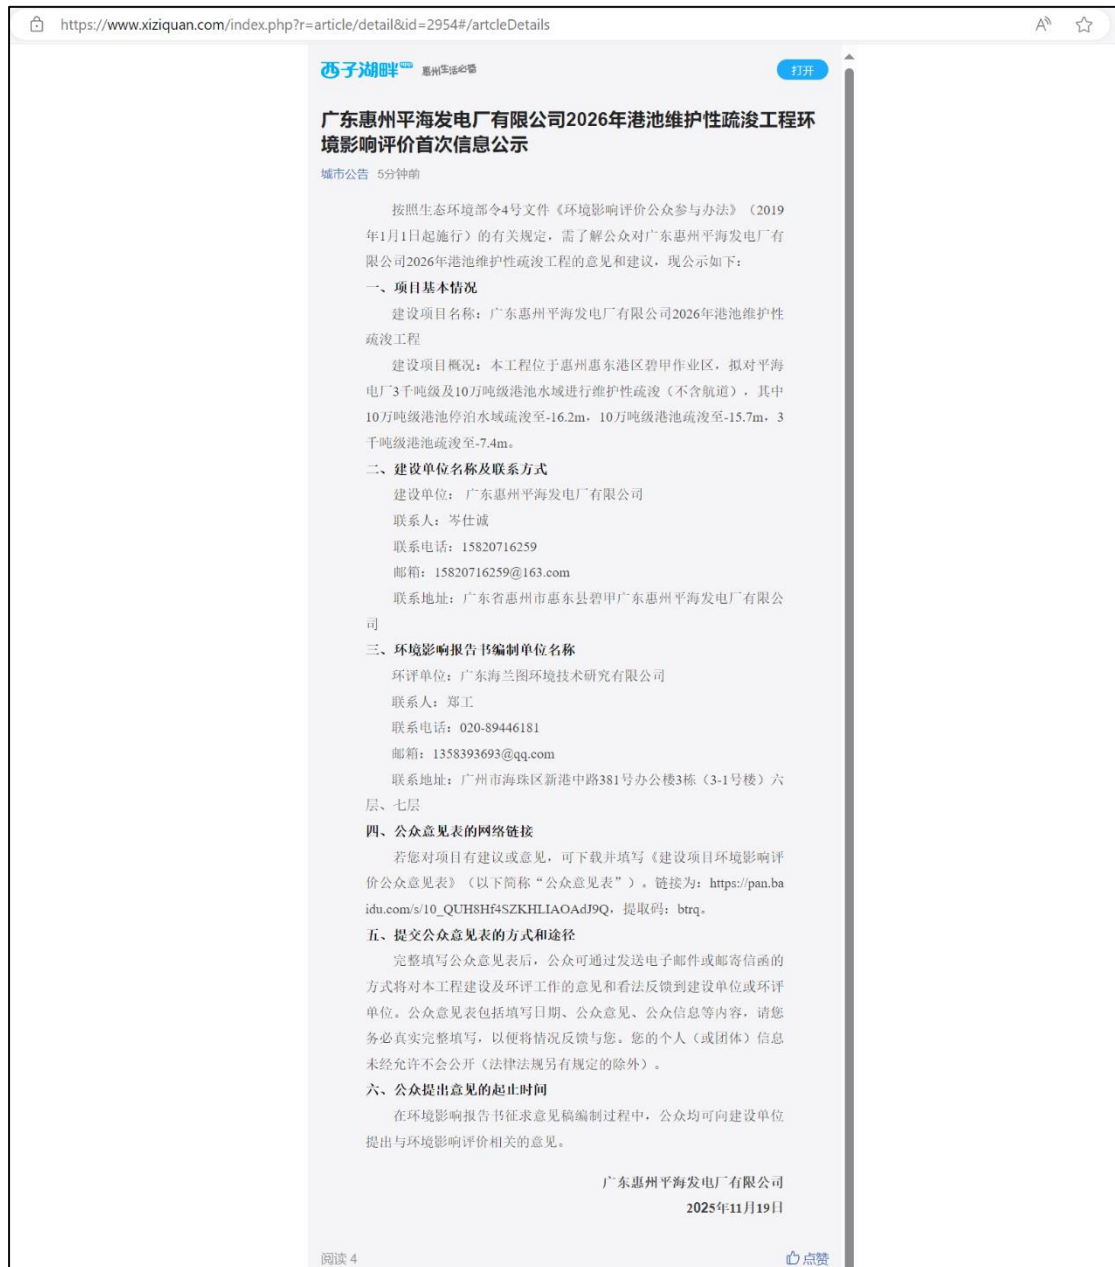 https://www.xiziquan.com/index.php?r=article/detail&id=2954#/artcleDetails
西子湖畔 惠州生活必备
打开
广东惠州平海发电厂有限公司2026年港池维护性疏浚工程环
境影响评价首次信息公示
城市公告 5分钟前
按照生态环境部令4号文件《环境影响评价公众参与办法》（2019
年1月1日起施行）的有关规定，需了解公众对广东惠州平海发电厂有
限公司2026年港池维护性疏浚工程的意见和建议，现公示如下：
一、项目基本情况
建设项目名称：广东惠州平海发电厂有限公司2026年港池维护性
疏浚工程
建设项目概况：本工程位于惠州惠东港区碧甲作业区，拟对平海
电厂3千吨级及10万吨级港池水域进行维护性疏浚（不含航道），其中
10万吨级港池停泊水域疏浚至-16.2m，10万吨级港池疏浚至-15.7m，3
千吨级港池疏浚至-7.4m。
二、建设单位名称及联系方式
建设单位： 广东惠州平海发电厂有限公司
联系人：岑仕诚
联系电话：15820716259
邮箱：15820716259@163.com
联系地址：广东省惠州市惠东县碧甲广东惠州平海发电厂有限公
司
三、环境影响报告书编制单位名称
环评单位：广东海兰图环境技术研究有限公司
联系人：郑工
联系电话：020-89446181
邮箱：1358393693@qq.com
联系地址：广州市海珠区新港中路381号办公楼3栋（3-1号楼）六
层、七层
四、公众意见表的网络链接
若您对项目有建议或意见，可下载并填写《建设项目环境影响评
价公众意见表》（以下简称“公众意见表”）。链接为：https://pan.ba
idu.com/s/10_QUH8Hf4SZKHLIAOAdJ9Q，提取码：btrq。
五、提交公众意见表的方式和途径
完整填写公众意见表后，公众可通过发送电子邮件或邮寄信函的
方式将对本工程建设及环评工作的意见和看法反馈到建设单位或环评
单位。公众意见表包括填写日期、公众意见、公众信息等内容，请您
务必真实完整填写，以便将情况反馈与您。您的个人（或团体）信息
未经允许不会公开（法律法规另有规定的除外）。
六、公众提出意见的起止时间
在环境影响报告书征求意见稿编制过程中，公众均可向建设单位
提出与环境影响评价相关的意见。
广东惠州平海发电厂有限公司
2025年11月19日
阅读 4
点赞